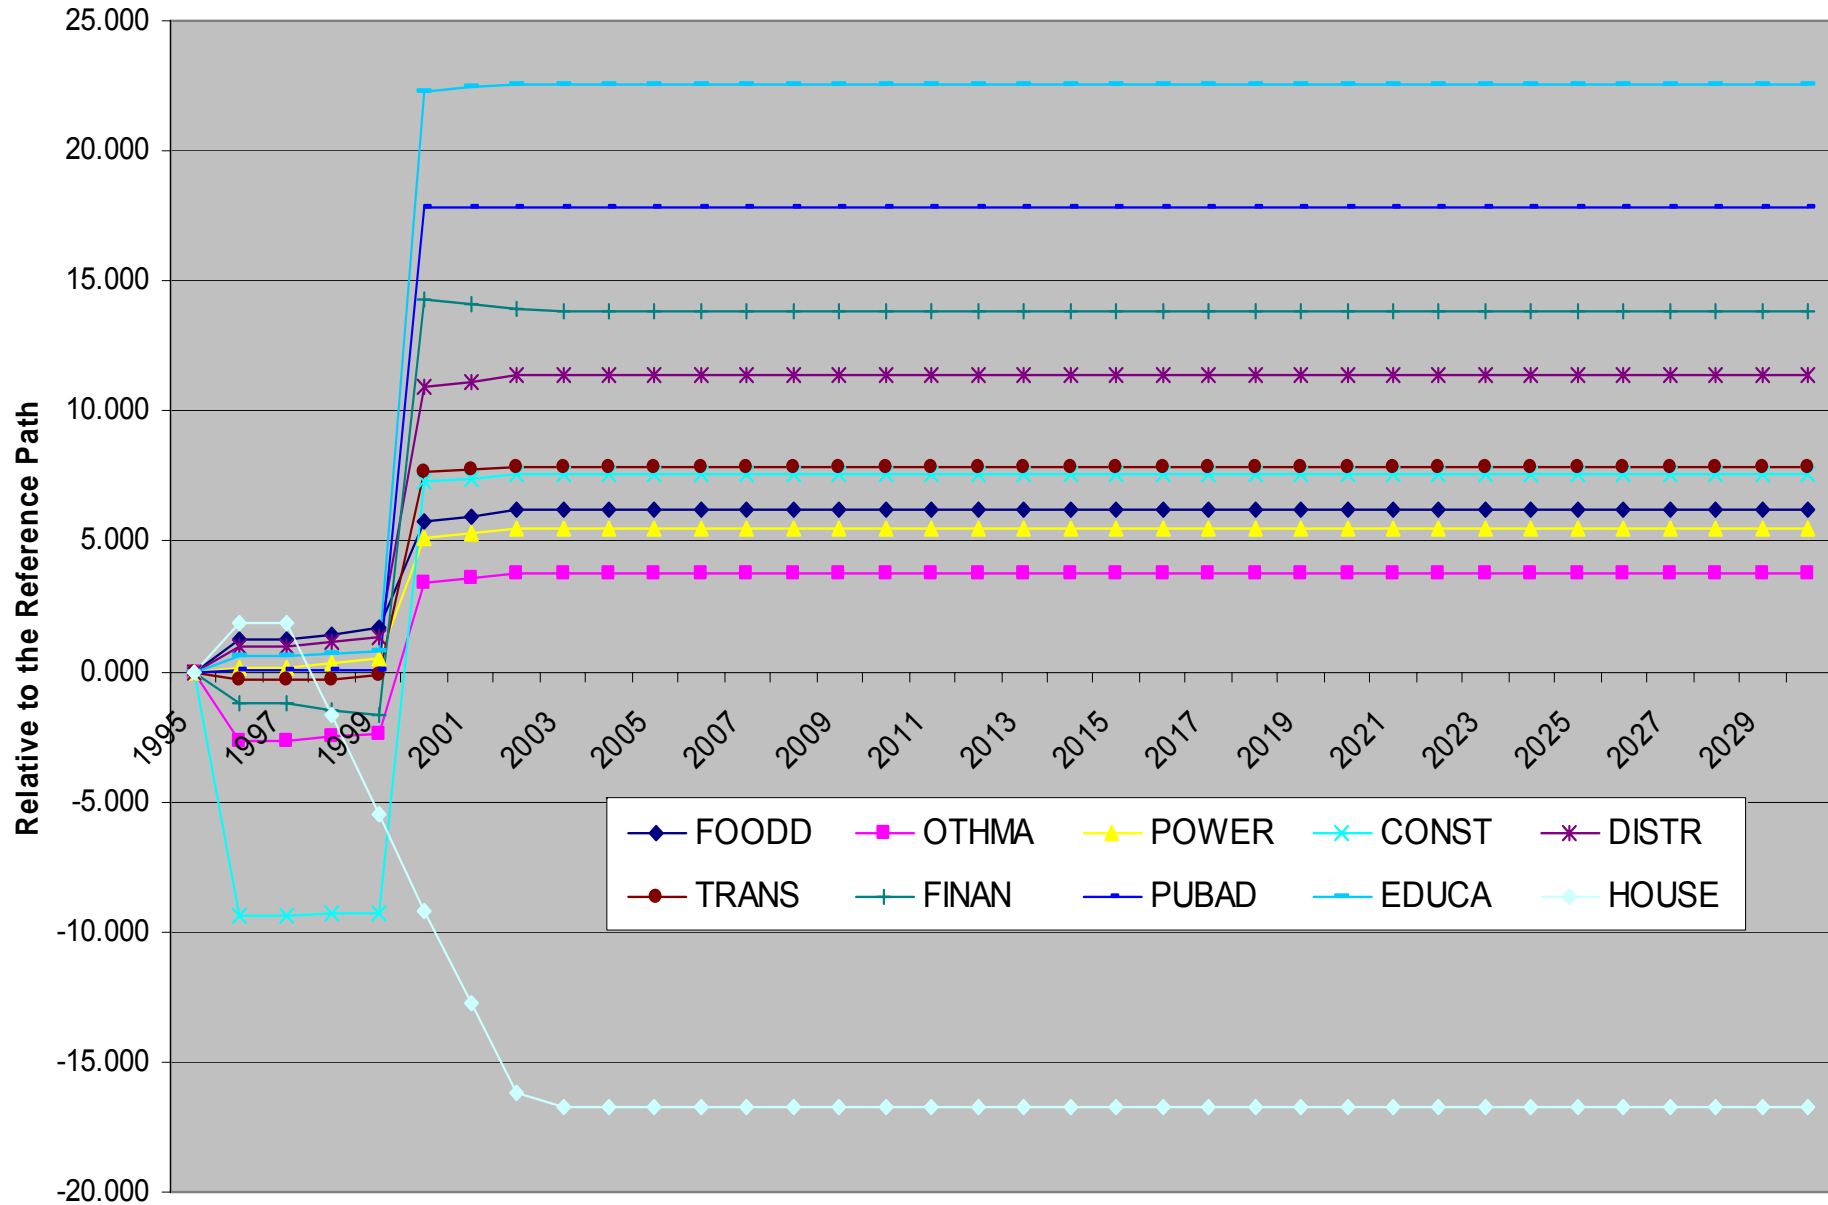 25.000
20.000
15.000
10.000
5.000
0.000
-5.000
-10.000
-15.000
-20.000
Relative to the Reference Path
1995 1997 1999 2001 2003 2005 2007 2009 2011 2013 2015 2017 2019 2021 2023 2025 2027 2029
FOODD OTHMA POWER CONST DISTR
TRANS FINAN PUBAD EDUCA HOUSE